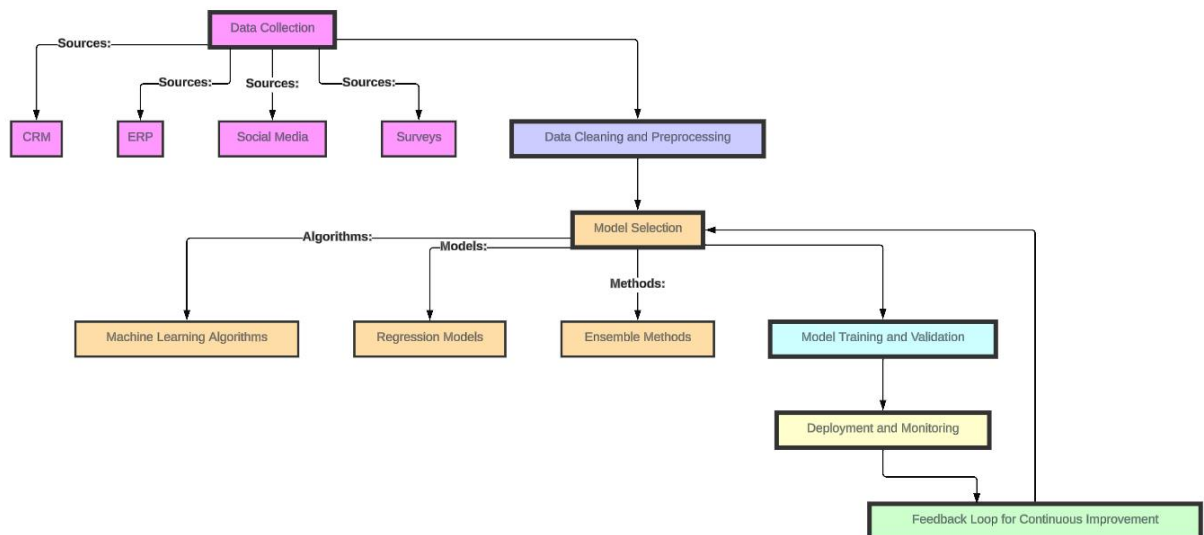 Data Collection
Sources:
Sources:
Sources:
Sources:
CRM
ERP
Social Media
Surveys
Data Cleaning and Preprocessing
Model Selection
Algorithms:
Models:
Methods:
Machine Learning Algorithms
Regression Models
Ensemble Methods
Model Training and Validation
Deployment and Monitoring
Feedback Loop for Continuous Improvement